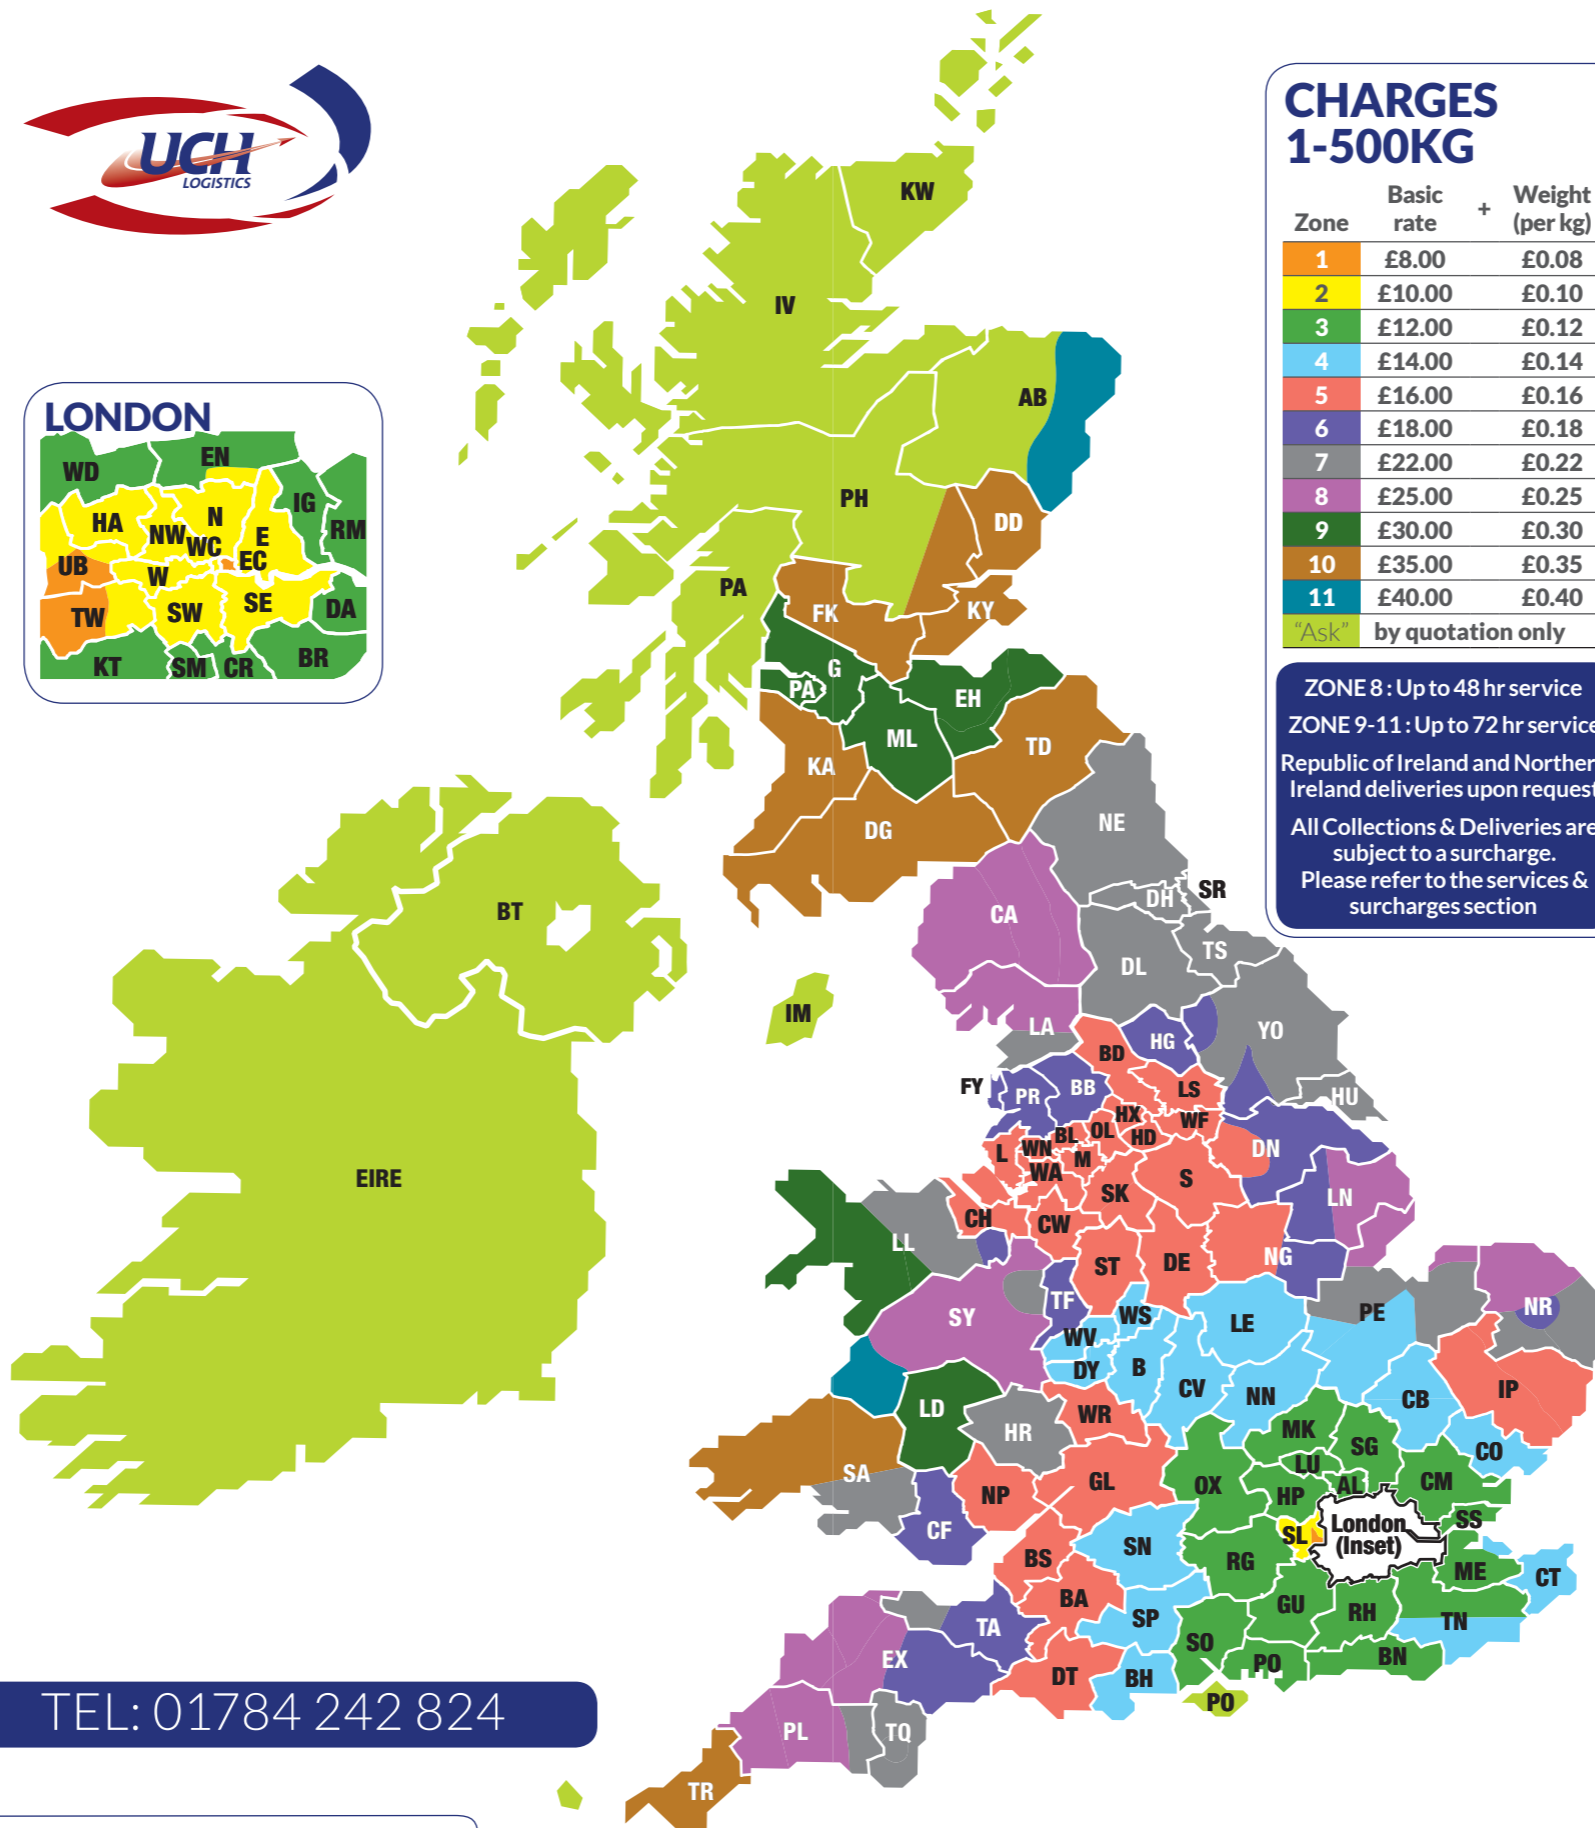 UCH
LOGISTICS
CHARGES
1-500KG
Zone Basic rate + Weight (per kg)
1 £8.00 £0.08
2 £10.00 £0.10
3 £12.00 £0.12
4 £14.00 £0.14
5 £16.00 £0.16
6 £18.00 £0.18
7 £22.00 £0.22
8 £25.00 £0.25
9 £30.00 £0.30
10 £35.00 £0.35
11 £40.00 £0.40
"Ask" by quotation only
ZONE 8 : Up to 48 hr service
ZONE 9-11 : Up to 72 hr service
Republic of Ireland and Norther
Ireland deliveries upon request
All Collections & Deliveries are
subject to a surcharge.
Please refer to the services &
surcharges section
LONDON
WD
EN
HA
NW
N
WC
E
EC
IG
RM
UB
W
TW
SW
SE
DA
KT
SM
CR
BR
KW
IV
AB
PH
DD
PA
FK
KY
G
PA
EH
ML
TD
KA
DG
NE
BT
CA
DH
SR
DL
TS
IM
LA
YO
HG
BD
FY
PR
BB
LS
HU
HX
WF
BL
OL
HD
DN
L
WN
M
WA
S
SK
LN
EIRE
CH
CW
LL
NG
ST
DE
TF
PE
NR
SY
WS
LE
WV
DY
B
CV
NN
CB
IP
LD
WR
HR
MK
SG
CO
LU
SA
GL
OX
HP
AL
CM
NP
SS
CF
SL
London
(Inset)
SN
BS
RG
ME
CT
BA
GU
RH
SP
TN
TA
SO
EX
PO
BN
DT
BH
PO
PL
TQ
TR
TEL: 01784 242 824